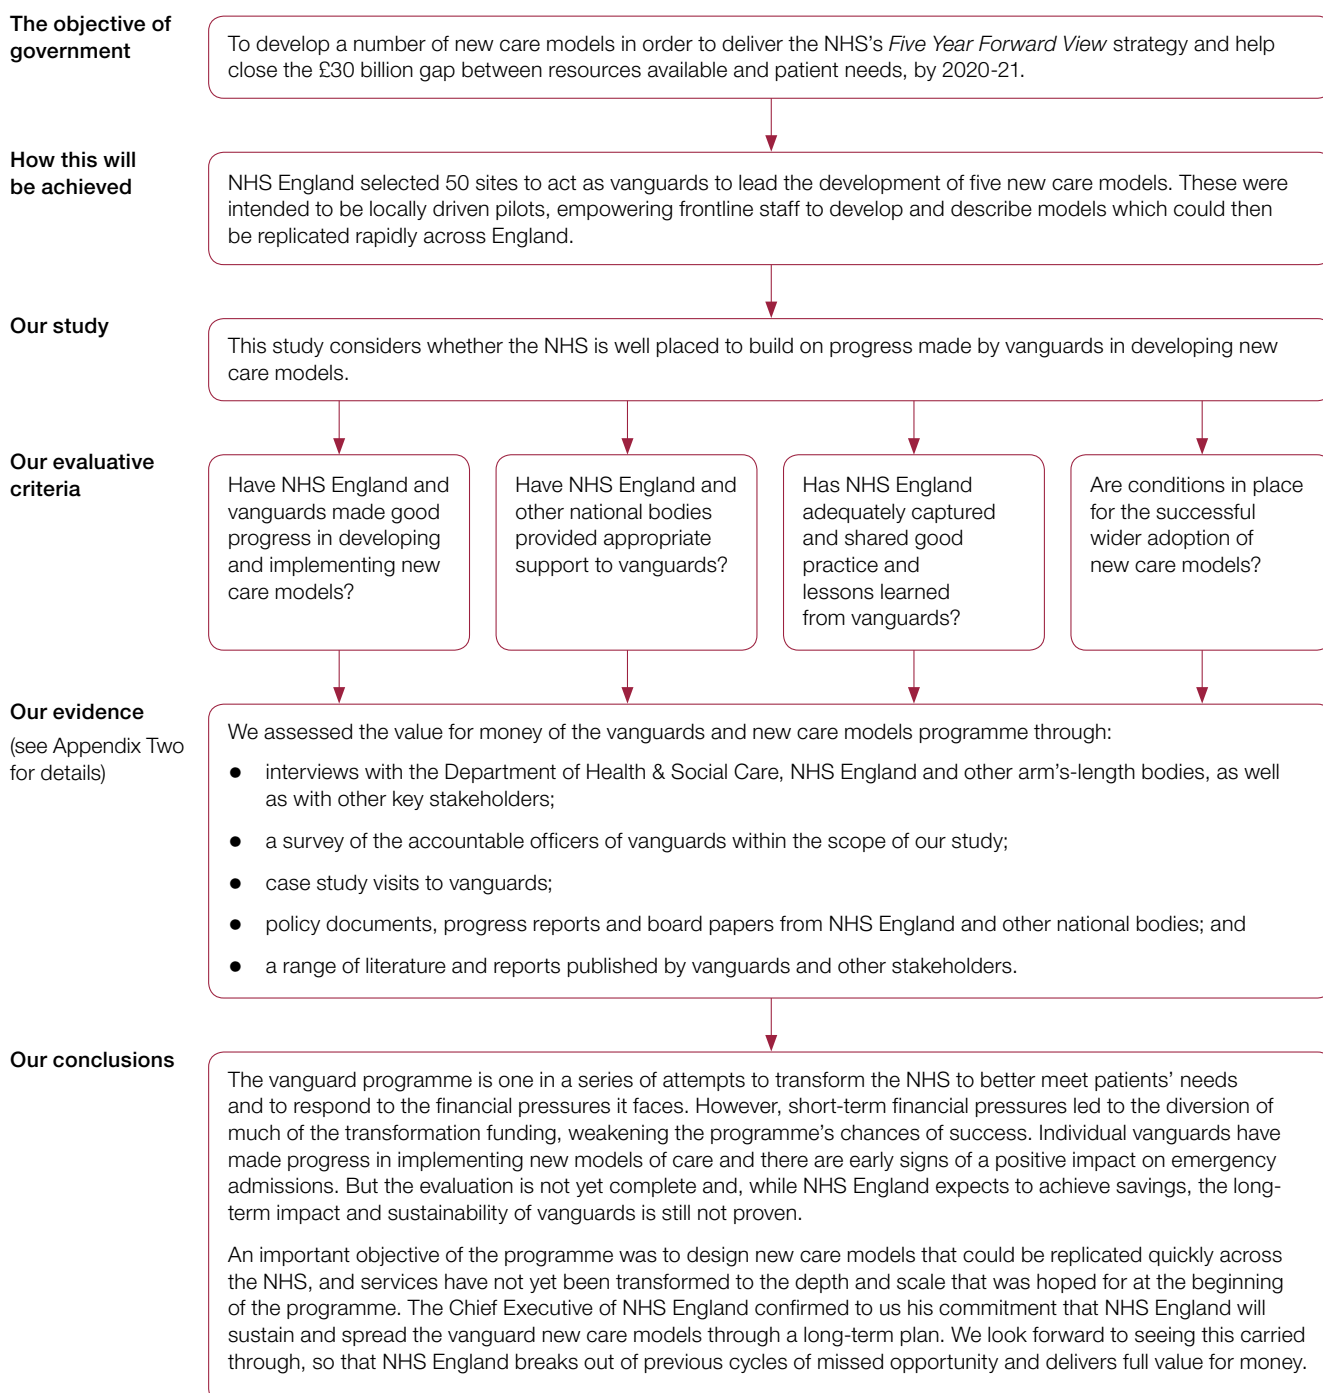 The objective of
government
To develop a number of new care models in order to deliver the NHS's Five Year Forward View strategy and help
close the £30 billion gap between resources available and patient needs, by 2020-21.
How this will
be achieved
NHS England selected 50 sites to act as vanguards to lead the development of five new care models. These were
intended to be locally driven pilots, empowering frontline staff to develop and describe models which could then
be replicated rapidly across England.
Our study
This study considers whether the NHS is well placed to build on progress made by vanguards in developing new
care models.
Our evaluative
criteria
Have NHS England and
vanguards made good
progress in developing
and implementing new
care models?
Have NHS England and
other national bodies
provided appropriate
support to vanguards?
Has NHS England
adequately captured
and shared good
practice and
lessons learned
from vanguards?
Are conditions in place
for the successful
wider adoption of
new care models?
Our evidence
(see Appendix Two
for details)
We assessed the value for money of the vanguards and new care models programme through:
● interviews with the Department of Health & Social Care, NHS England and other arm's-length bodies, as well
as with other key stakeholders;
● a survey of the accountable officers of vanguards within the scope of our study;
● case study visits to vanguards;
● policy documents, progress reports and board papers from NHS England and other national bodies; and
● a range of literature and reports published by vanguards and other stakeholders.
Our conclusions
The vanguard programme is one in a series of attempts to transform the NHS to better meet patients' needs
and to respond to the financial pressures it faces. However, short-term financial pressures led to the diversion of
much of the transformation funding, weakening the programme's chances of success. Individual vanguards have
made progress in implementing new models of care and there are early signs of a positive impact on emergency
admissions. But the evaluation is not yet complete and, while NHS England expects to achieve savings, the long-
term impact and sustainability of vanguards is still not proven.
An important objective of the programme was to design new care models that could be replicated quickly across
the NHS, and services have not yet been transformed to the depth and scale that was hoped for at the beginning
of the programme. The Chief Executive of NHS England confirmed to us his commitment that NHS England will
sustain and spread the vanguard new care models through a long-term plan. We look forward to seeing this carried
through, so that NHS England breaks out of previous cycles of missed opportunity and delivers full value for money.